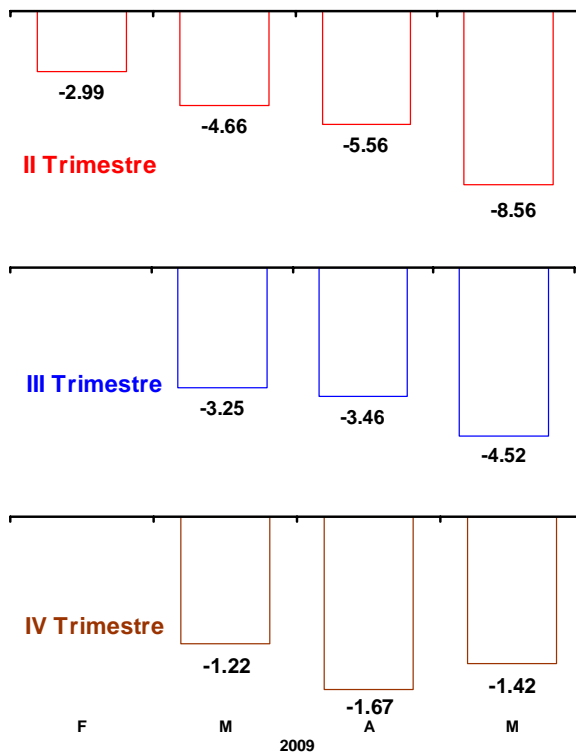 -2.99
-4.66
-5.56
-8.56
II Trimestre
-3.25
-3.46
-4.52
III Trimestre
-1.22
-1.67
-1.42
IV Trimestre
F M A M
2009